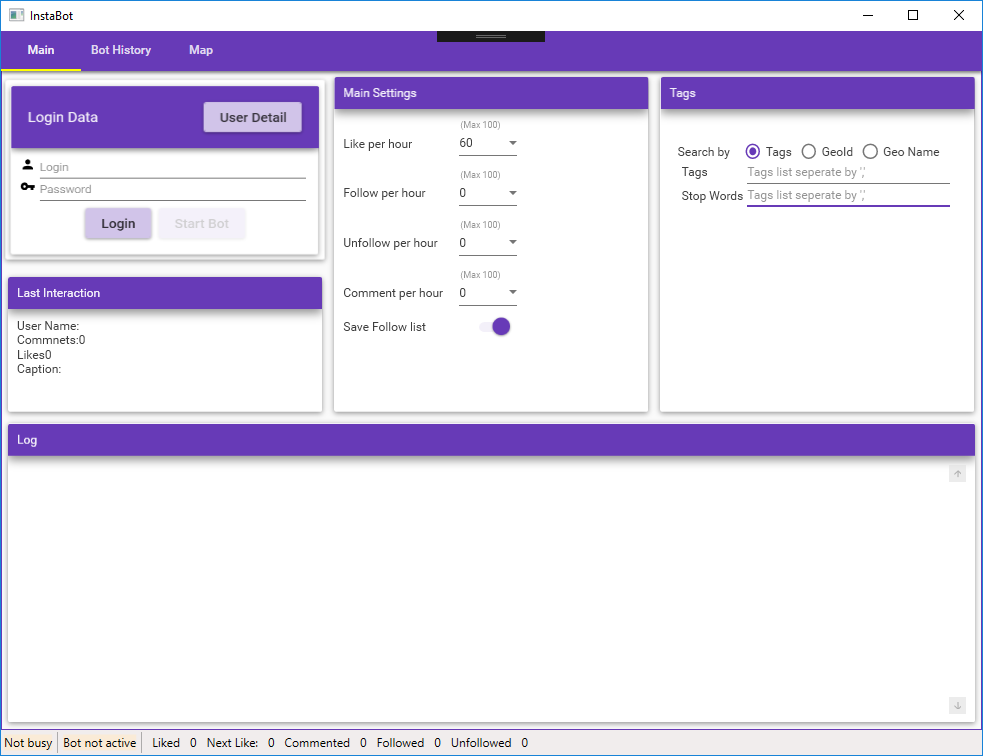 InstaBot
Main Bot History Map
Login Data User Detail
Login
Password
Login Start Bot
Last Interaction
User Name:
Commnets:0
Likes0
Caption:
Main Settings
(Max 100)
Like per hour 60
(Max 100)
Follow per hour 0
(Max 100)
Unfollow per hour 0
(Max 100)
Comment per hour 0
Save Follow list
Tags
Search by Tags GeoId Geo Name
Tags Tags list seperate by ','
Stop Words Tags list seperate by ','
Log
Not busy Bot not active Liked 0 Next Like: 0 Commented 0 Followed 0 Unfollowed 0